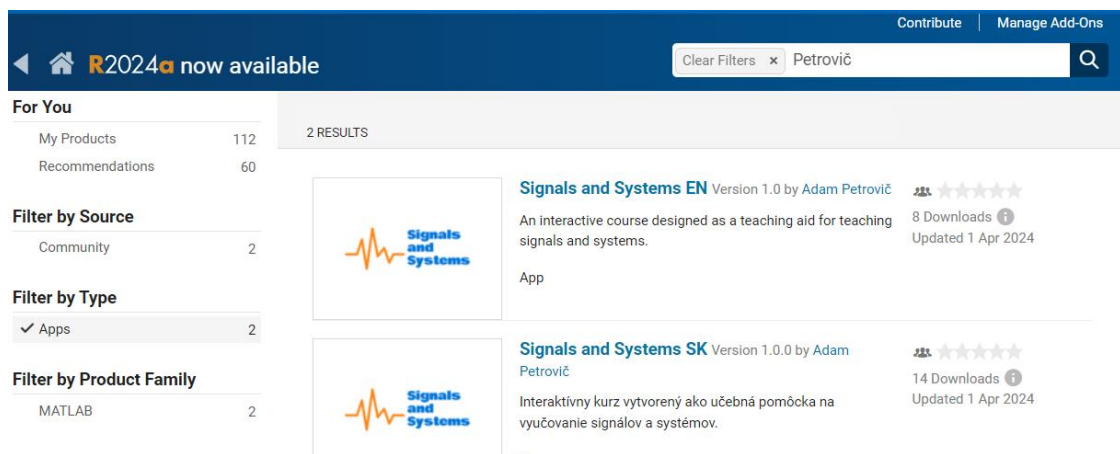 Contribute Manage Add-Ons
R2024a now available
Clear Filters × Petrovič
For You
My Products 112
Recommendations 60
Filter by Source
Community 2
Filter by Type
Apps 2
Filter by Product Family
MATLAB 2
2 RESULTS
Signals
and
Systems
Signals and Systems EN Version 1.0 by Adam Petrovič
An interactive course designed as a teaching aid for teaching
signals and systems.
App
8 Downloads
Updated 1 Apr 2024
Signals
and
Systems
Signals and Systems SK Version 1.0.0 by Adam
Petrovič
Interaktívny kurz vytvorený ako učebná pomôcka na
vyučovanie signálov a systémov.
14 Downloads
Updated 1 Apr 2024